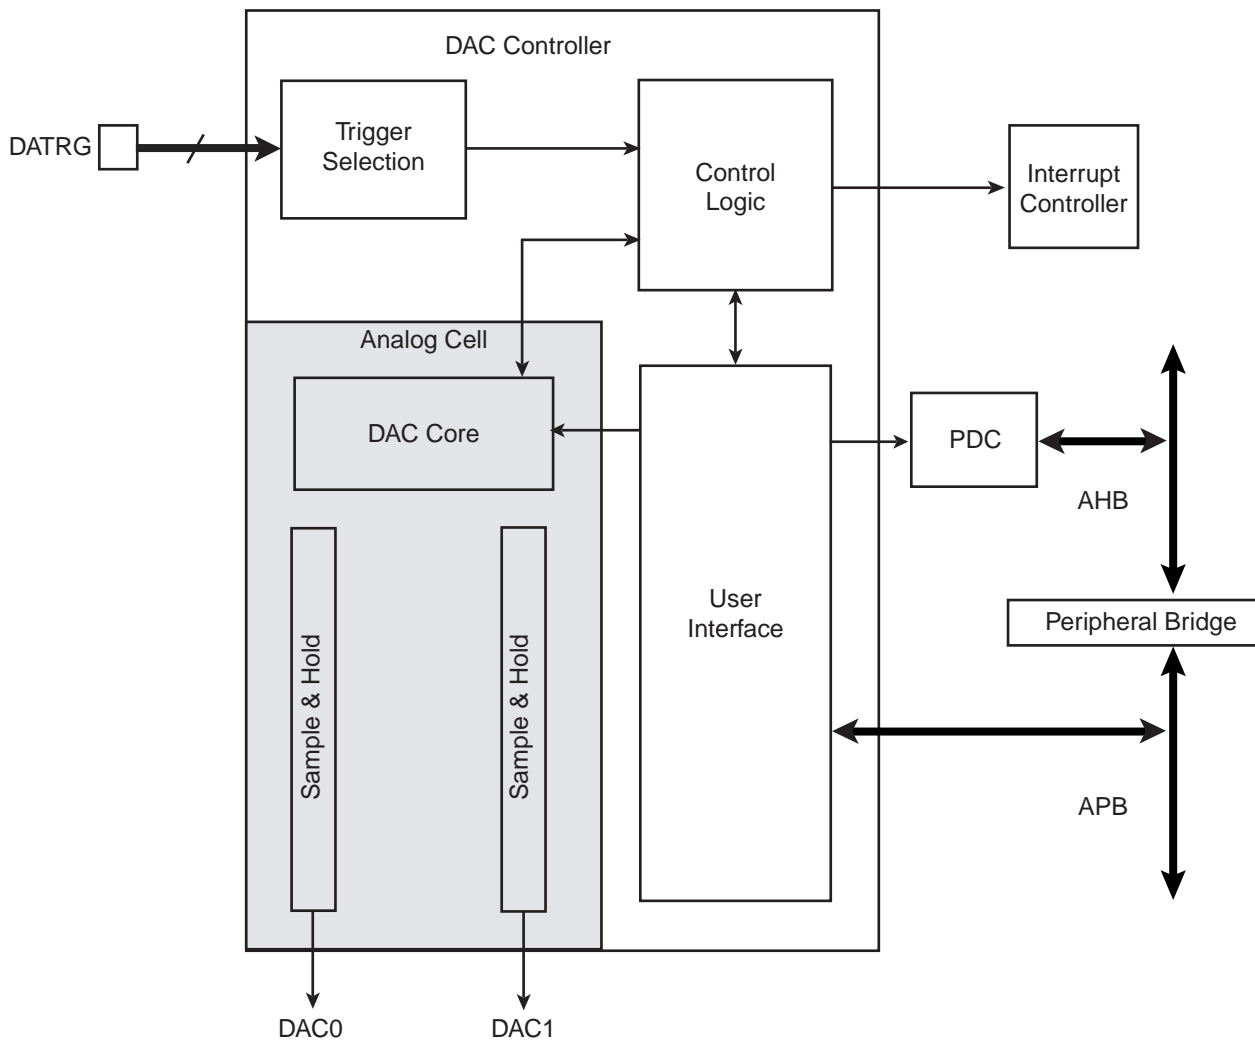 DAC Controller
DATRG
Trigger
Selection
Control
Logic
Interrupt
Controller
Analog Cell
DAC Core
PDC
AHB
User
Interface
Peripheral Bridge
Sample & Hold
Sample & Hold
APB
DAC0
DAC1